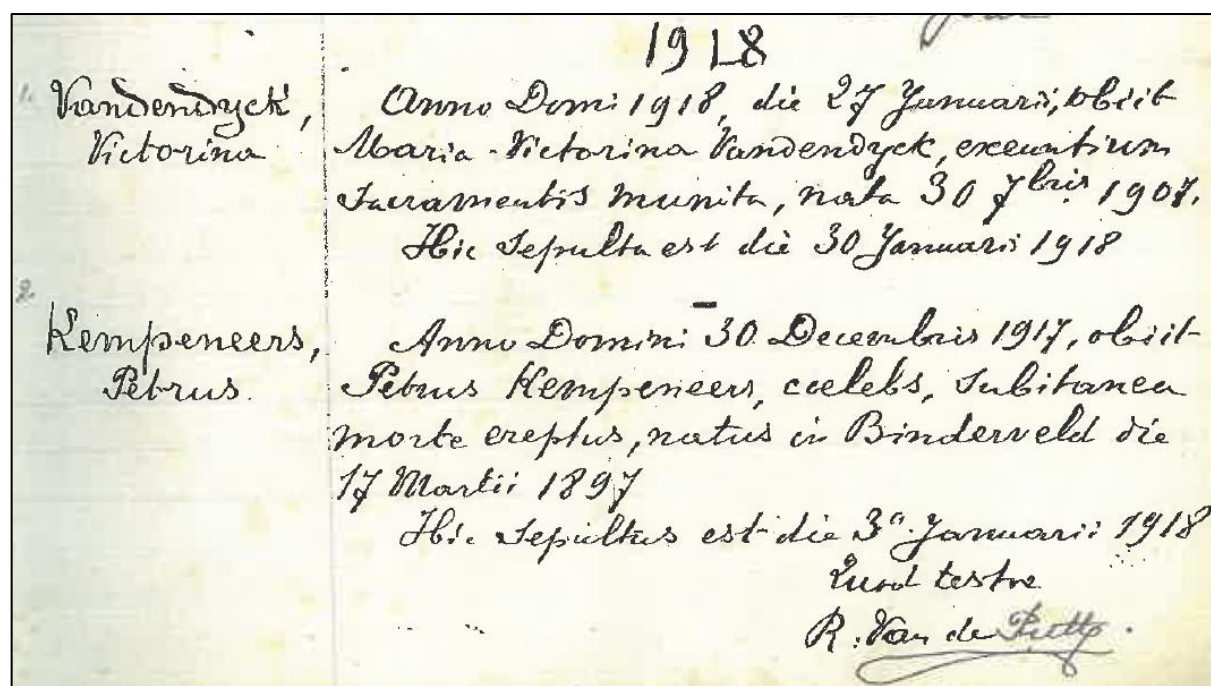 1918
1. Vandendyck, Anno Domi 1918, die 27 Januarii, obiit
Victorina Maria-Victorina Vandendyck, exeuntium
Sacramentis munita, nata 30 7bris 1907.
Hic Sepulta est die 30 Januarii 1918
2.
Kempeneers, Anno Domini 30 Decembris 1917, obiit
Petrus. Petrus Kempeneers, coelebs, Subitanea
morte ereptus, natus in Binderveld die
17 Martii 1897
Hic Sepultus est die 3a Januarii 1918
Quod testor
R. Van de